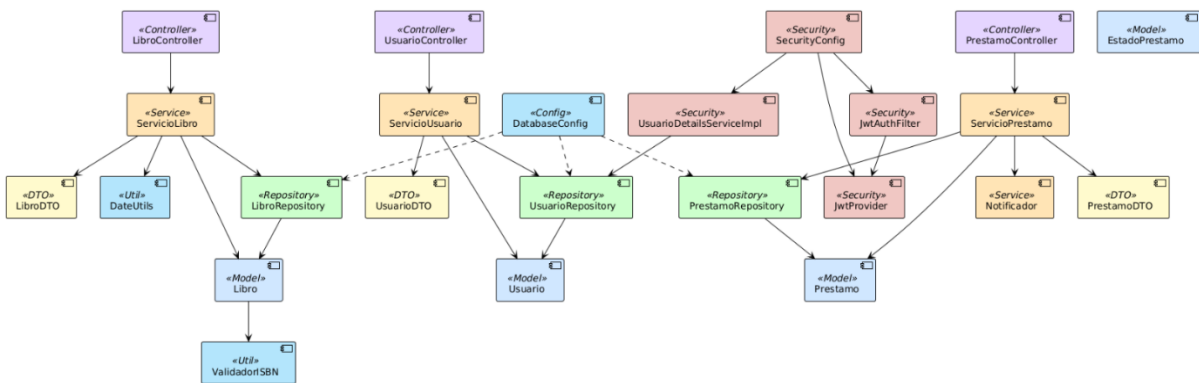 «Controller»
LibroController
«Controller»
UsuarioController
«Security»
SecurityConfig
«Controller»
PrestamoController
«Model»
EstadoPrestamo
«Service»
ServicioLibro
«Service»
ServicioUsuario
«Config»
DatabaseConfig
«Security»
UsuarioDetailsServiceImpl
«Security»
JwtAuthFilter
«Service»
ServicioPrestamo
«DTO»
LibroDTO
«Util»
DateUtils
«Repository»
LibroRepository
«DTO»
UsuarioDTO
«Repository»
UsuarioRepository
«Repository»
PrestamoRepository
«Security»
JwtProvider
«Service»
Notificador
«DTO»
PrestamoDTO
«Model»
Libro
«Model»
Usuario
«Model»
Prestamo
«Util»
ValidadorISBN